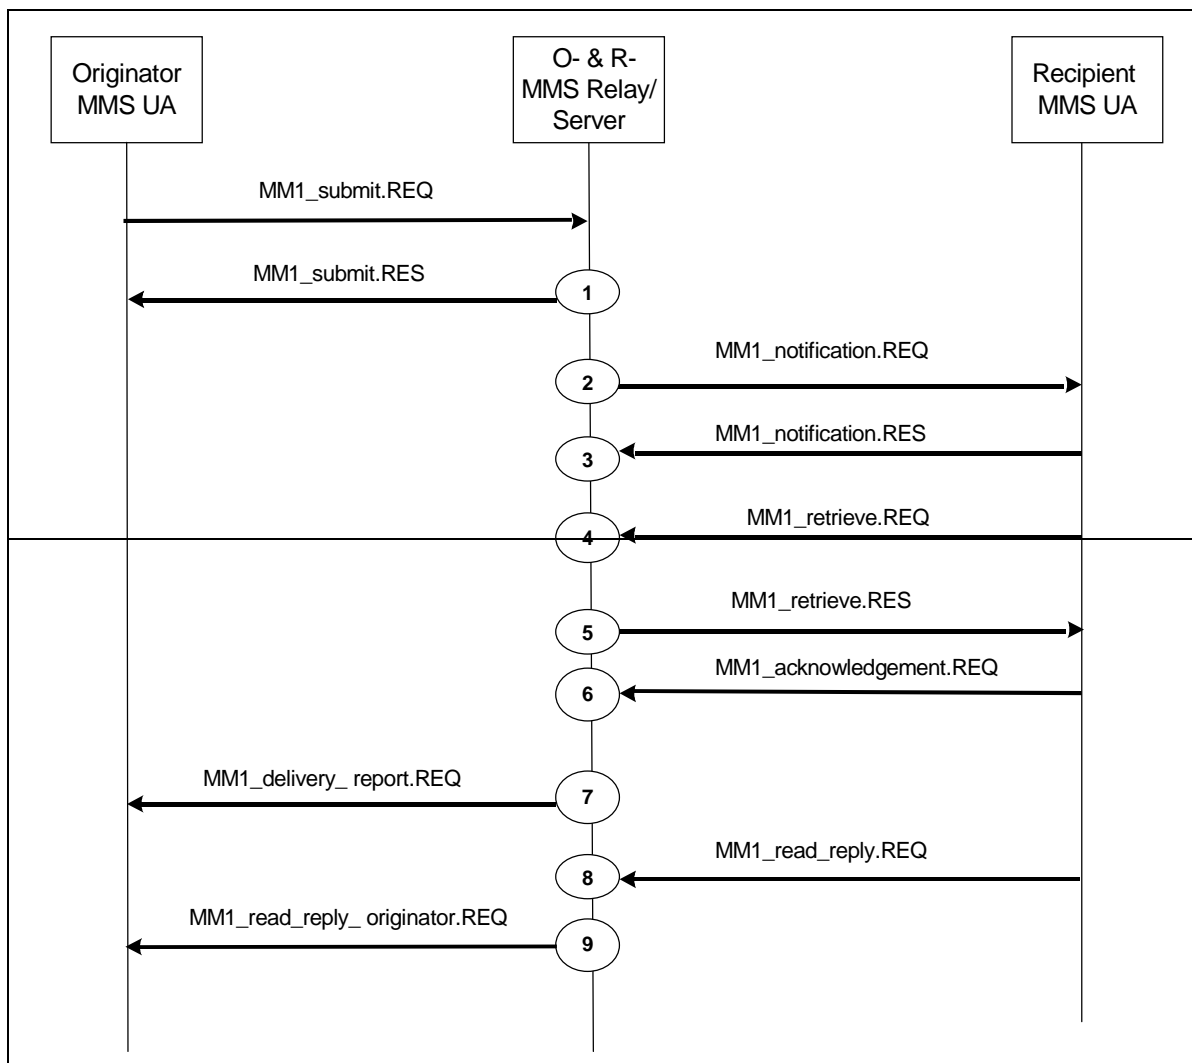 Originator
MMS UA
O- & R-
MMS Relay/
Server
Recipient
MMS UA
MM1_submit.REQ
MM1_submit.RES
1
MM1_notification.REQ
2
MM1_notification.RES
3
MM1_retrieve.REQ
4
MM1_retrieve.RES
5
MM1_acknowledgement.REQ
6
MM1_delivery_ report.REQ
7
MM1_read_reply.REQ
8
MM1_read_reply_ originator.REQ
9